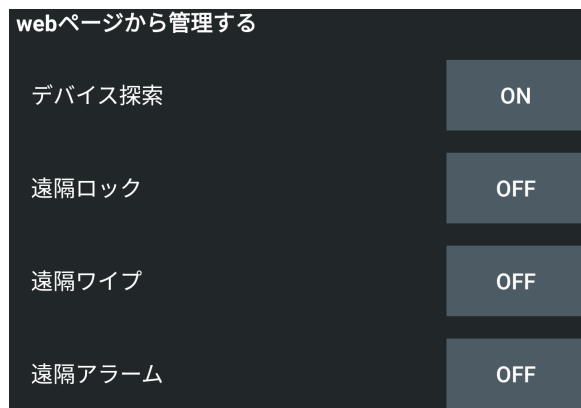 webページから管理する
デバイス探索 ON
遠隔ロック OFF
遠隔ワイプ OFF
遠隔アラーム OFF